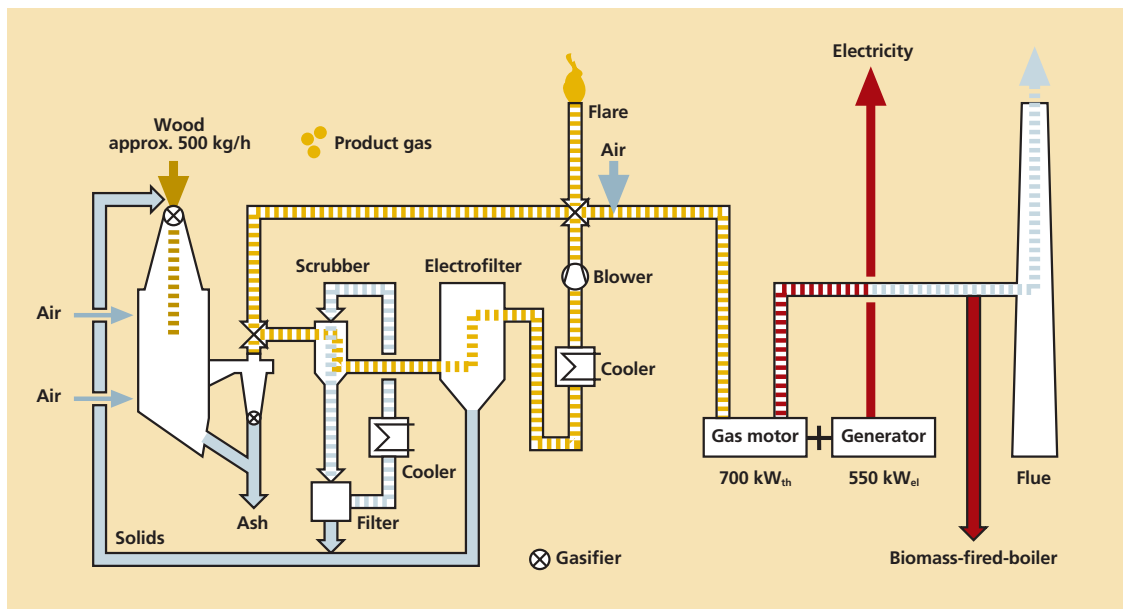 Electricity
Wood
approx. 500 kg/h
Product gas
Flare
Air
Scrubber
Electrofilter
Blower
Air
Cooler
Air
Gas motor
Generator
Cooler
700 kWth
550 kWel
Flue
Ash
Filter
Solids
Gasifier
Biomass-fired-boiler